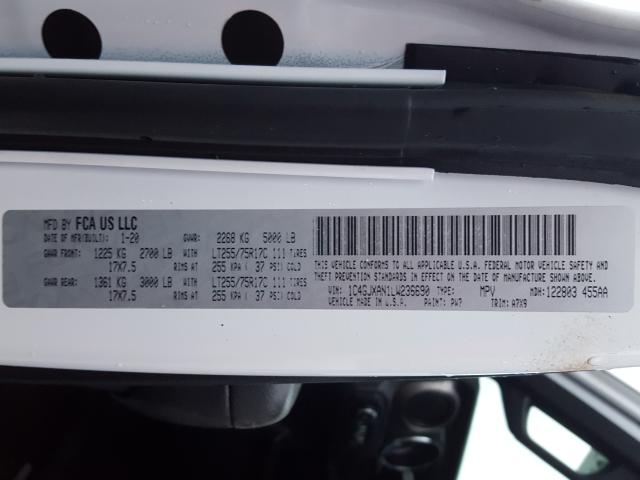 MFD BY FCA US LLC
DATE OF MFR(BUILT): 1-20 GVWR: 2268 KG 5000 LB
GAWR FRONT: 1225 KG 2700 LB LT255/75R17C 111 TIRES
17X7.5 RIMS AT 255 KPA ( 37 PSI) COLD
GAWR REAR: 1361 KG 3000 LB LT255/75R17C 111 TIRES
17X7.5 RIMS AT 255 KPA ( 37 PSI) COLD
THIS VEHICLE CONFORMS TO ALL APPLICABLE U.S.A. FEDERAL MOTOR VEHICLE SAFETY AND
THEFT PREVENTION STANDARDS IN EFFECT ON THE DATE OF MANUFACTURE SHOWN ABOVE.
VEHICLE MADE IN U.S.A.
VIN: 1C4GJXAN1LW236690 TYPE: MPV MDH: 122803 455AA
PAINT: PW7 TRIM: A7X9